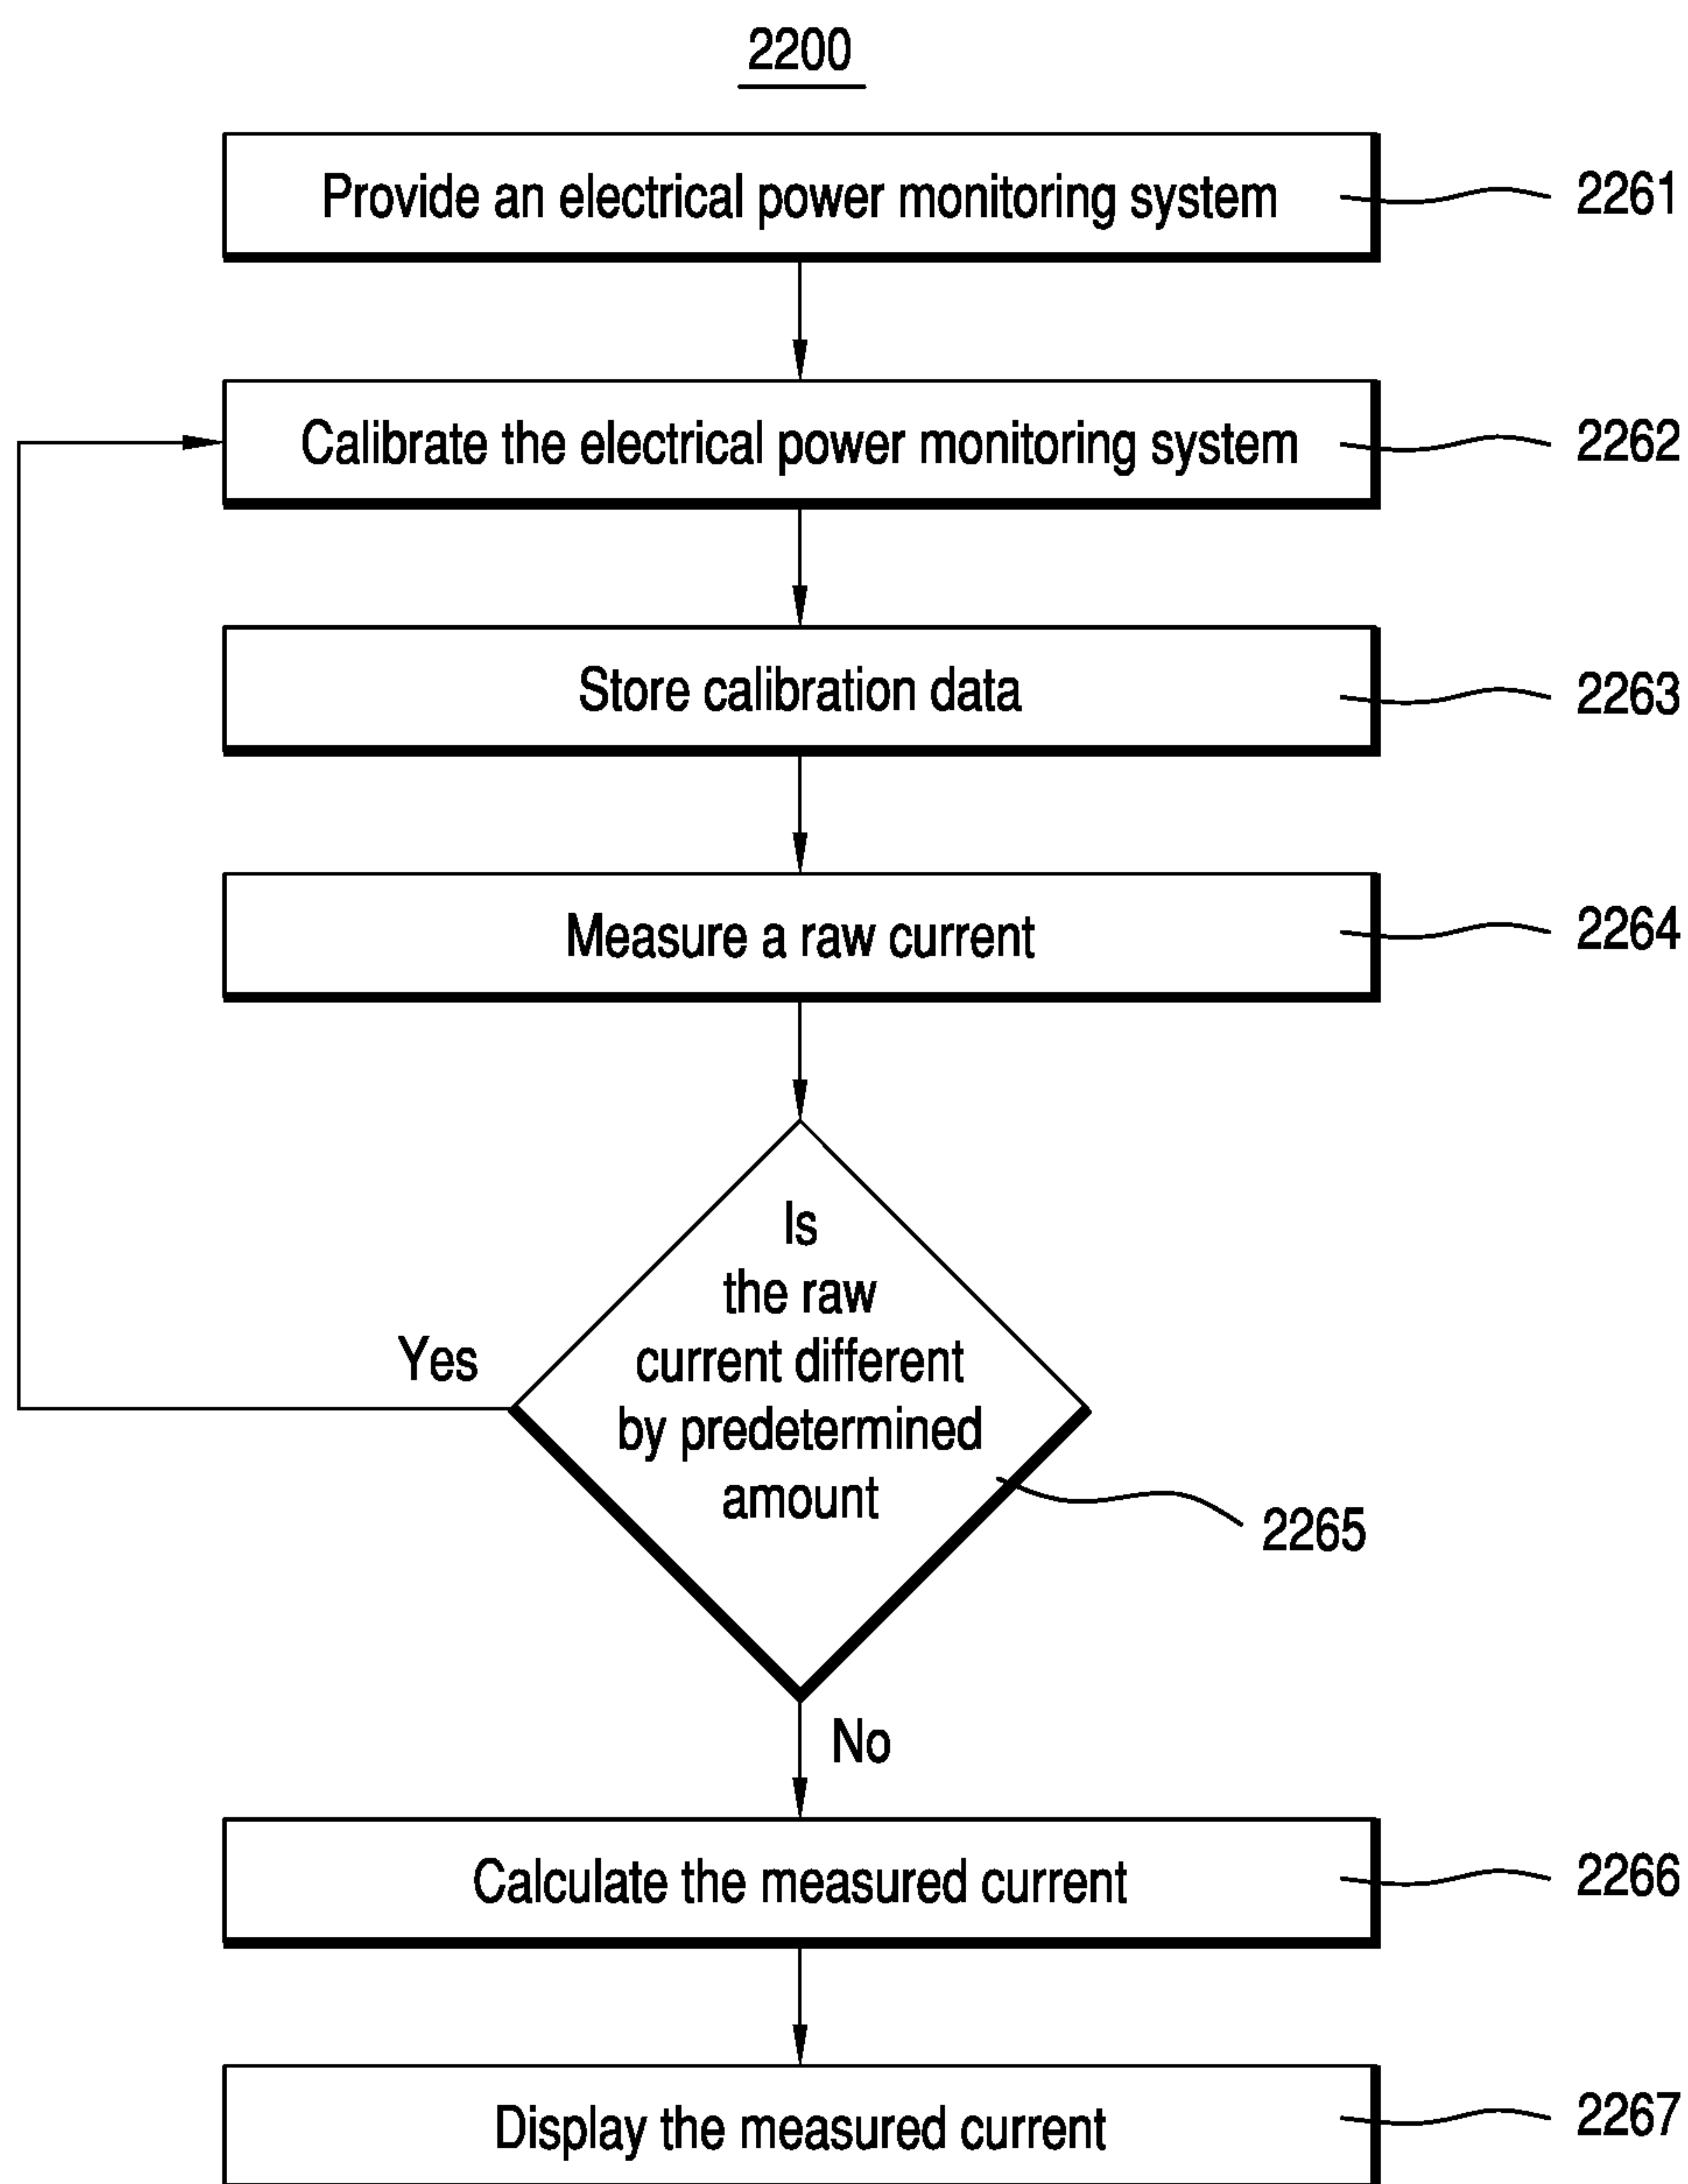 2200
Provide an electrical power monitoring system
2261
Calibrate the electrical power monitoring system
2262
Store calibration data
2263
Measure a raw current
2264
Is
the raw
current different
by predetermined
amount
Yes
2265
No
Calculate the measured current
2266
Display the measured current
2267